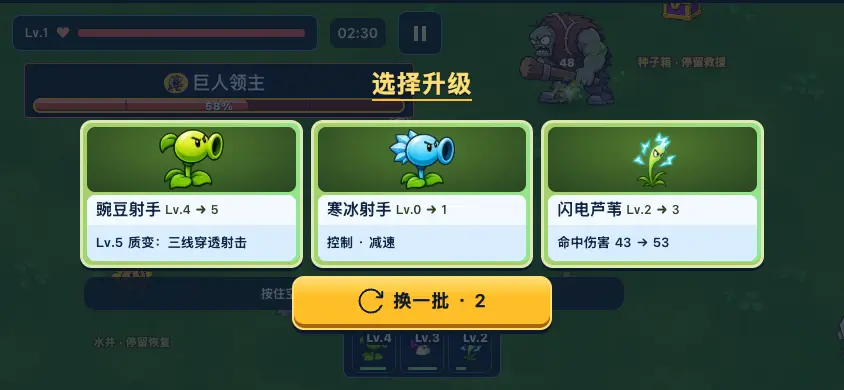 Lv.1
02:30
巨人领主
58%
48
种子箱 · 停留救援
选择升级
豌豆射手 Lv.4 → 5
Lv.5 质变：三线穿透射击
寒冰射手 Lv.0 → 1
控制 · 减速
闪电芦苇 Lv.2 → 3
命中伤害 43 → 53
按住
换一批 · 2
水井 · 停留恢复
Lv.4
Lv.3
Lv.2